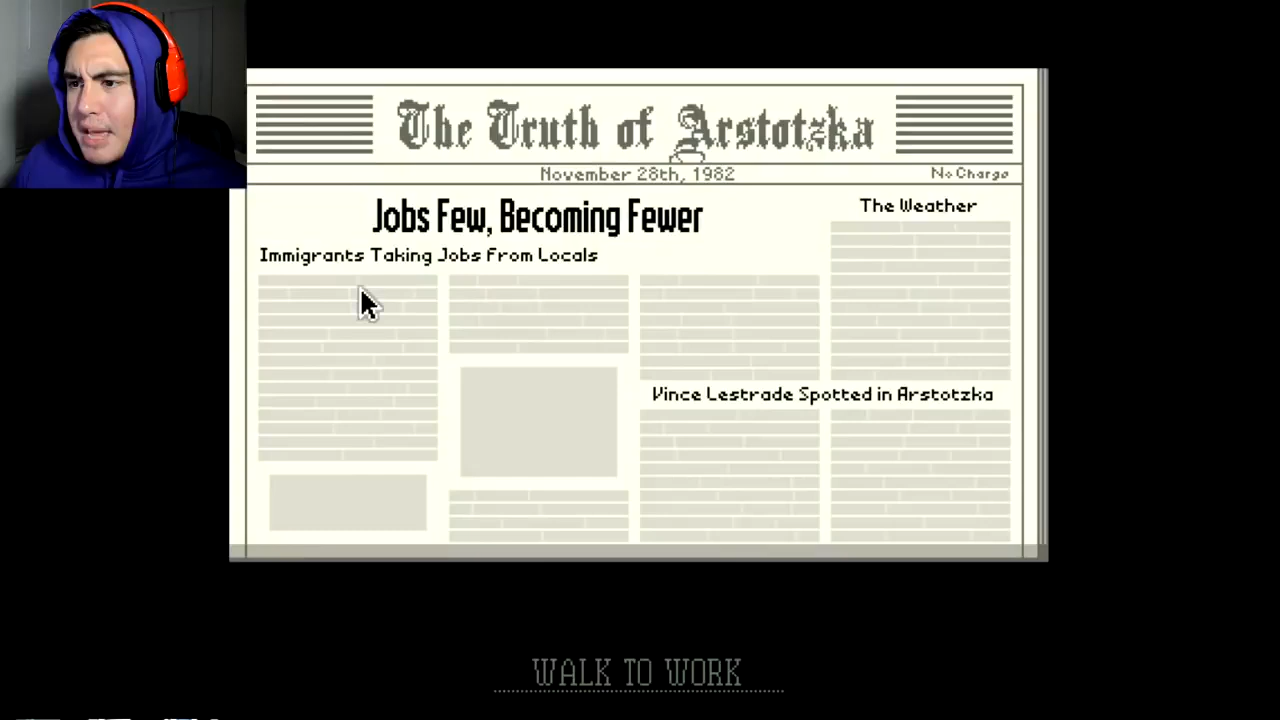 The Truth of Arstotzka
November 28th, 1982
No Charge
Jobs Few, Becoming Fewer
Immigrants Taking Jobs From Locals
The Weather
Vince Lestrade Spotted in Arstotzka
WALK TO WORK